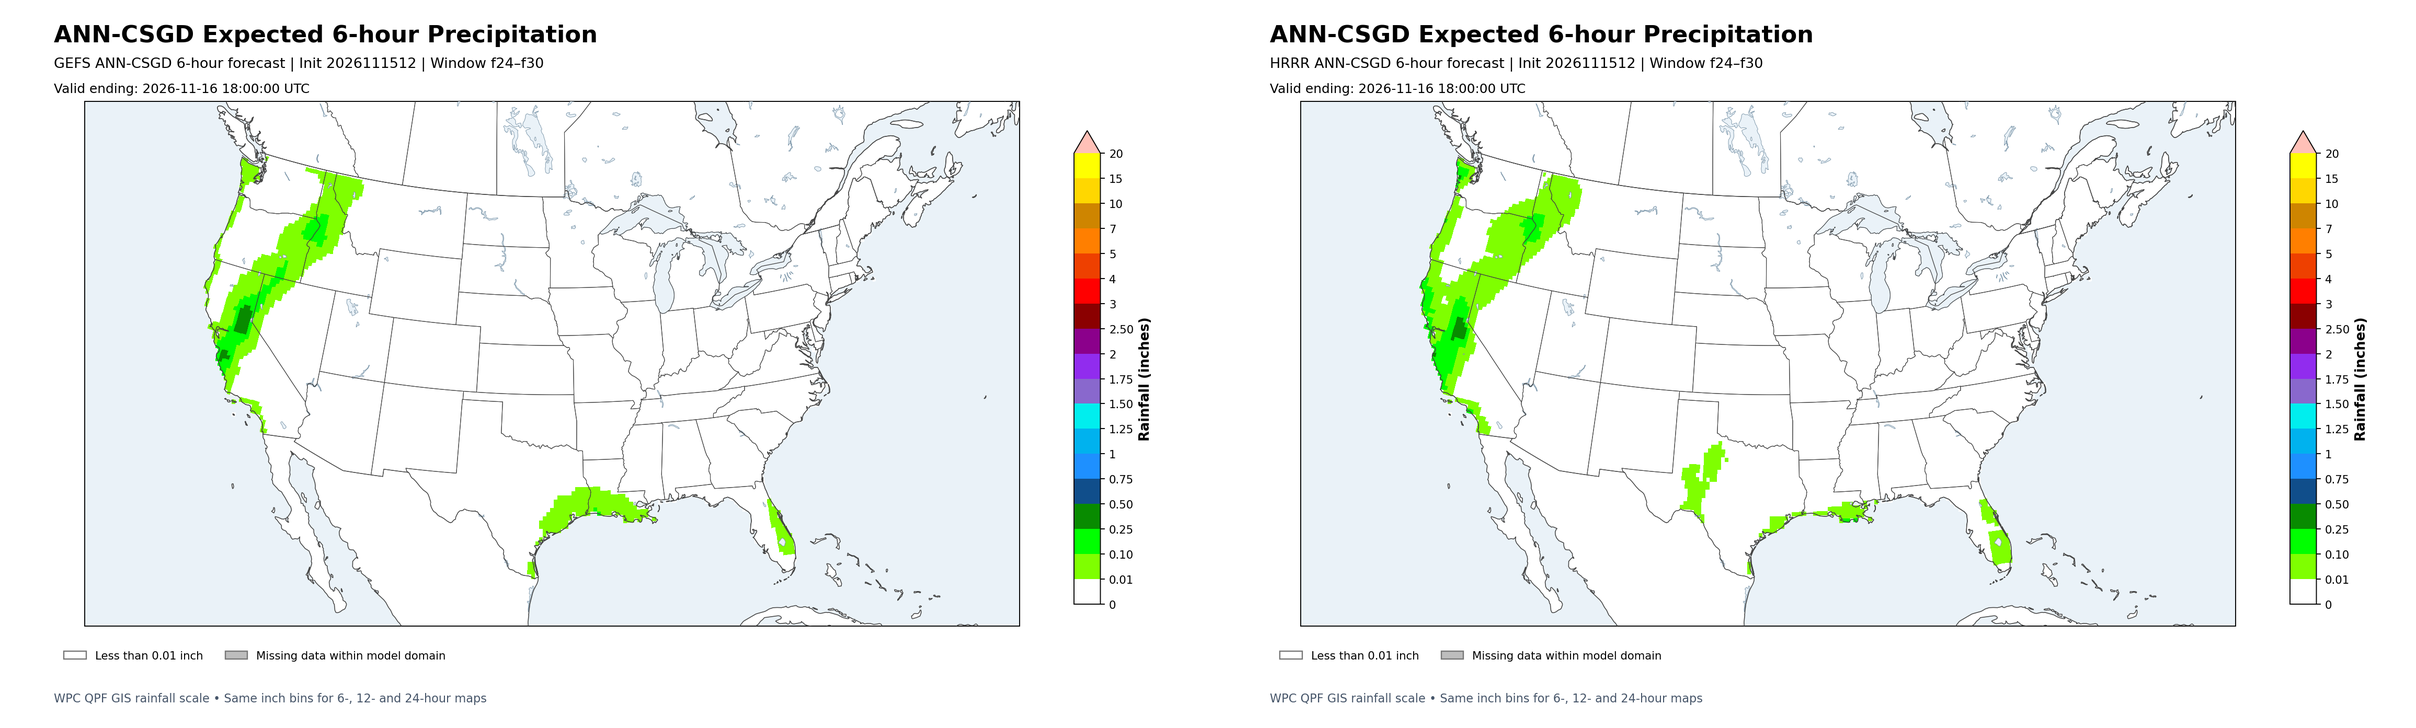 ANN-CSGD Expected 6-hour Precipitation
GEFS ANN-CSGD 6-hour forecast | Init 2026111512 | Window f24–f30
Valid ending: 2026-11-16 18:00:00 UTC
20
15
10
7
5
4
3
2.50
2
1.75
1.50
1.25
1
0.75
0.50
0.25
0.10
0.01
0
Rainfall (inches)
Less than 0.01 inch
Missing data within model domain
WPC QPF GIS rainfall scale • Same inch bins for 6-, 12- and 24-hour maps
ANN-CSGD Expected 6-hour Precipitation
HRRR ANN-CSGD 6-hour forecast | Init 2026111512 | Window f24–f30
Valid ending: 2026-11-16 18:00:00 UTC
20
15
10
7
5
4
3
2.50
2
1.75
1.50
1.25
1
0.75
0.50
0.25
0.10
0.01
0
Rainfall (inches)
Less than 0.01 inch
Missing data within model domain
WPC QPF GIS rainfall scale • Same inch bins for 6-, 12- and 24-hour maps